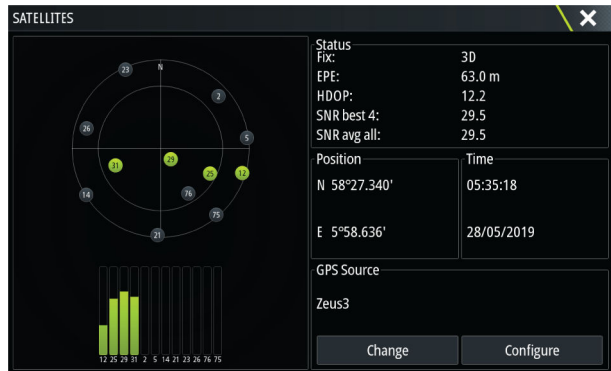 SATELLITES
N
23
2
26
5
29
31
25
12
14
76
75
21
12 25 29 31 2 5 14 21 23 26 76 75
Status
Fix: 3D
EPE: 63.0 m
HDOP: 12.2
SNR best 4: 29.5
SNR avg all: 29.5
Position
N 58°27.340'
E 5°58.636'
Time
05:35:18
28/05/2019
GPS Source
Zeus3
Change
Configure